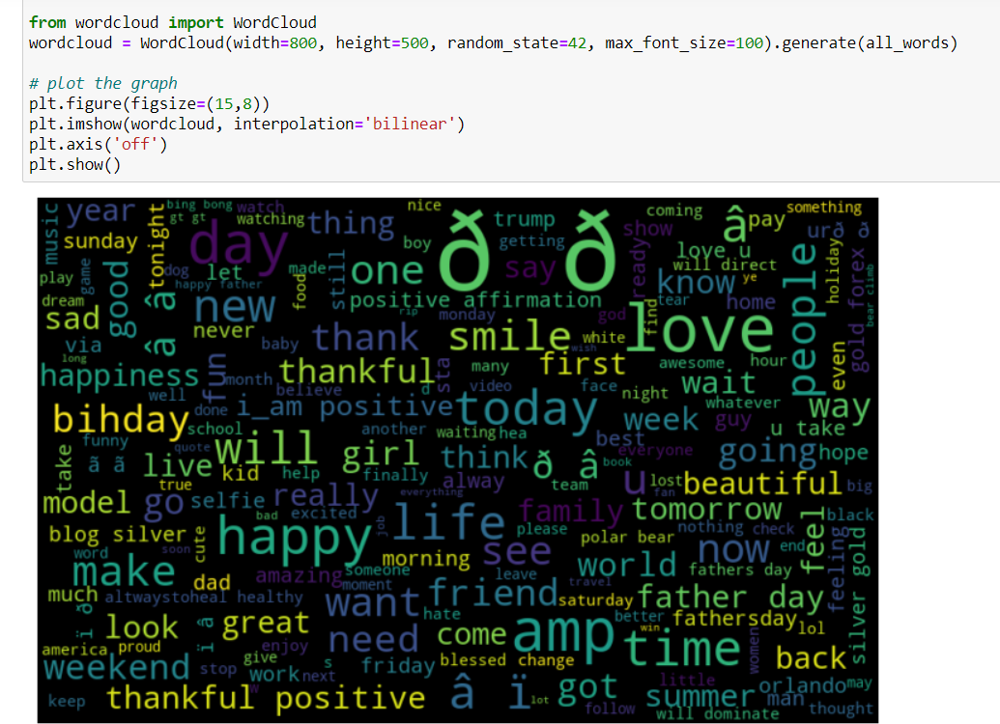 from wordcloud import WordCloud
wordcloud = WordCloud(width=800, height=500, random_state=42, max_font_size=100).generate(all_words)
# plot the graph
plt.figure(figsize=(15,8))
plt.imshow(wordcloud, interpolation='bilinear')
plt.axis('off')
plt.show()
music year tonight bing bong watch nice coming something
gt gt watching thing ð trump ð â pay
sunday day boy getting show ur ð ð
play game dog let made still one say ready love u people holiday
good â happy father food will direct
dream new positive affirmation know ye home gold forex bear climb
sad never rip monday god tear find
via â baby thank smile white love
long fun month thankful sta many wish first awesome hour even
happiness believe d video face night wait
well done i_am positive today whatever way
bihday school another waiting hea week guy u take
funny quote will girl think best everyone going hope
take ã ã live kid help finally alway ð â book u lost beautiful big
true everything team fan
model go selfie really family tomorrow black
blog silver cute bad excited job life please nothing check feel
word soon happy morning see polar bear now end feeling silver gold
make amazing someone leave world fathers day
much dad moment travel
altwaystoheal healthy want friend saturday father day
ï ð look ï â great hate better fathersday lol
america proud enjoy need come amp win time women back
weekend stop give work next s friday blessed change little orlando may
keep thankful positive w â ï lot got summer man thought
follow will dominate